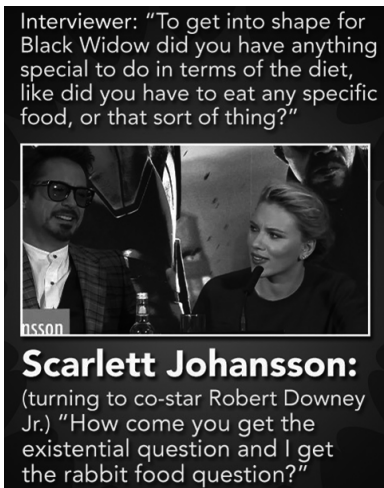 Interviewer: “To get into shape for
Black Widow did you have anything
special to do in terms of the diet,
like did you have to eat any specific
food, or that sort of thing?”
nsson
Scarlett Johansson:
(turning to co-star Robert Downey
Jr.) “How come you get the
existential question and I get
the rabbit food question?”